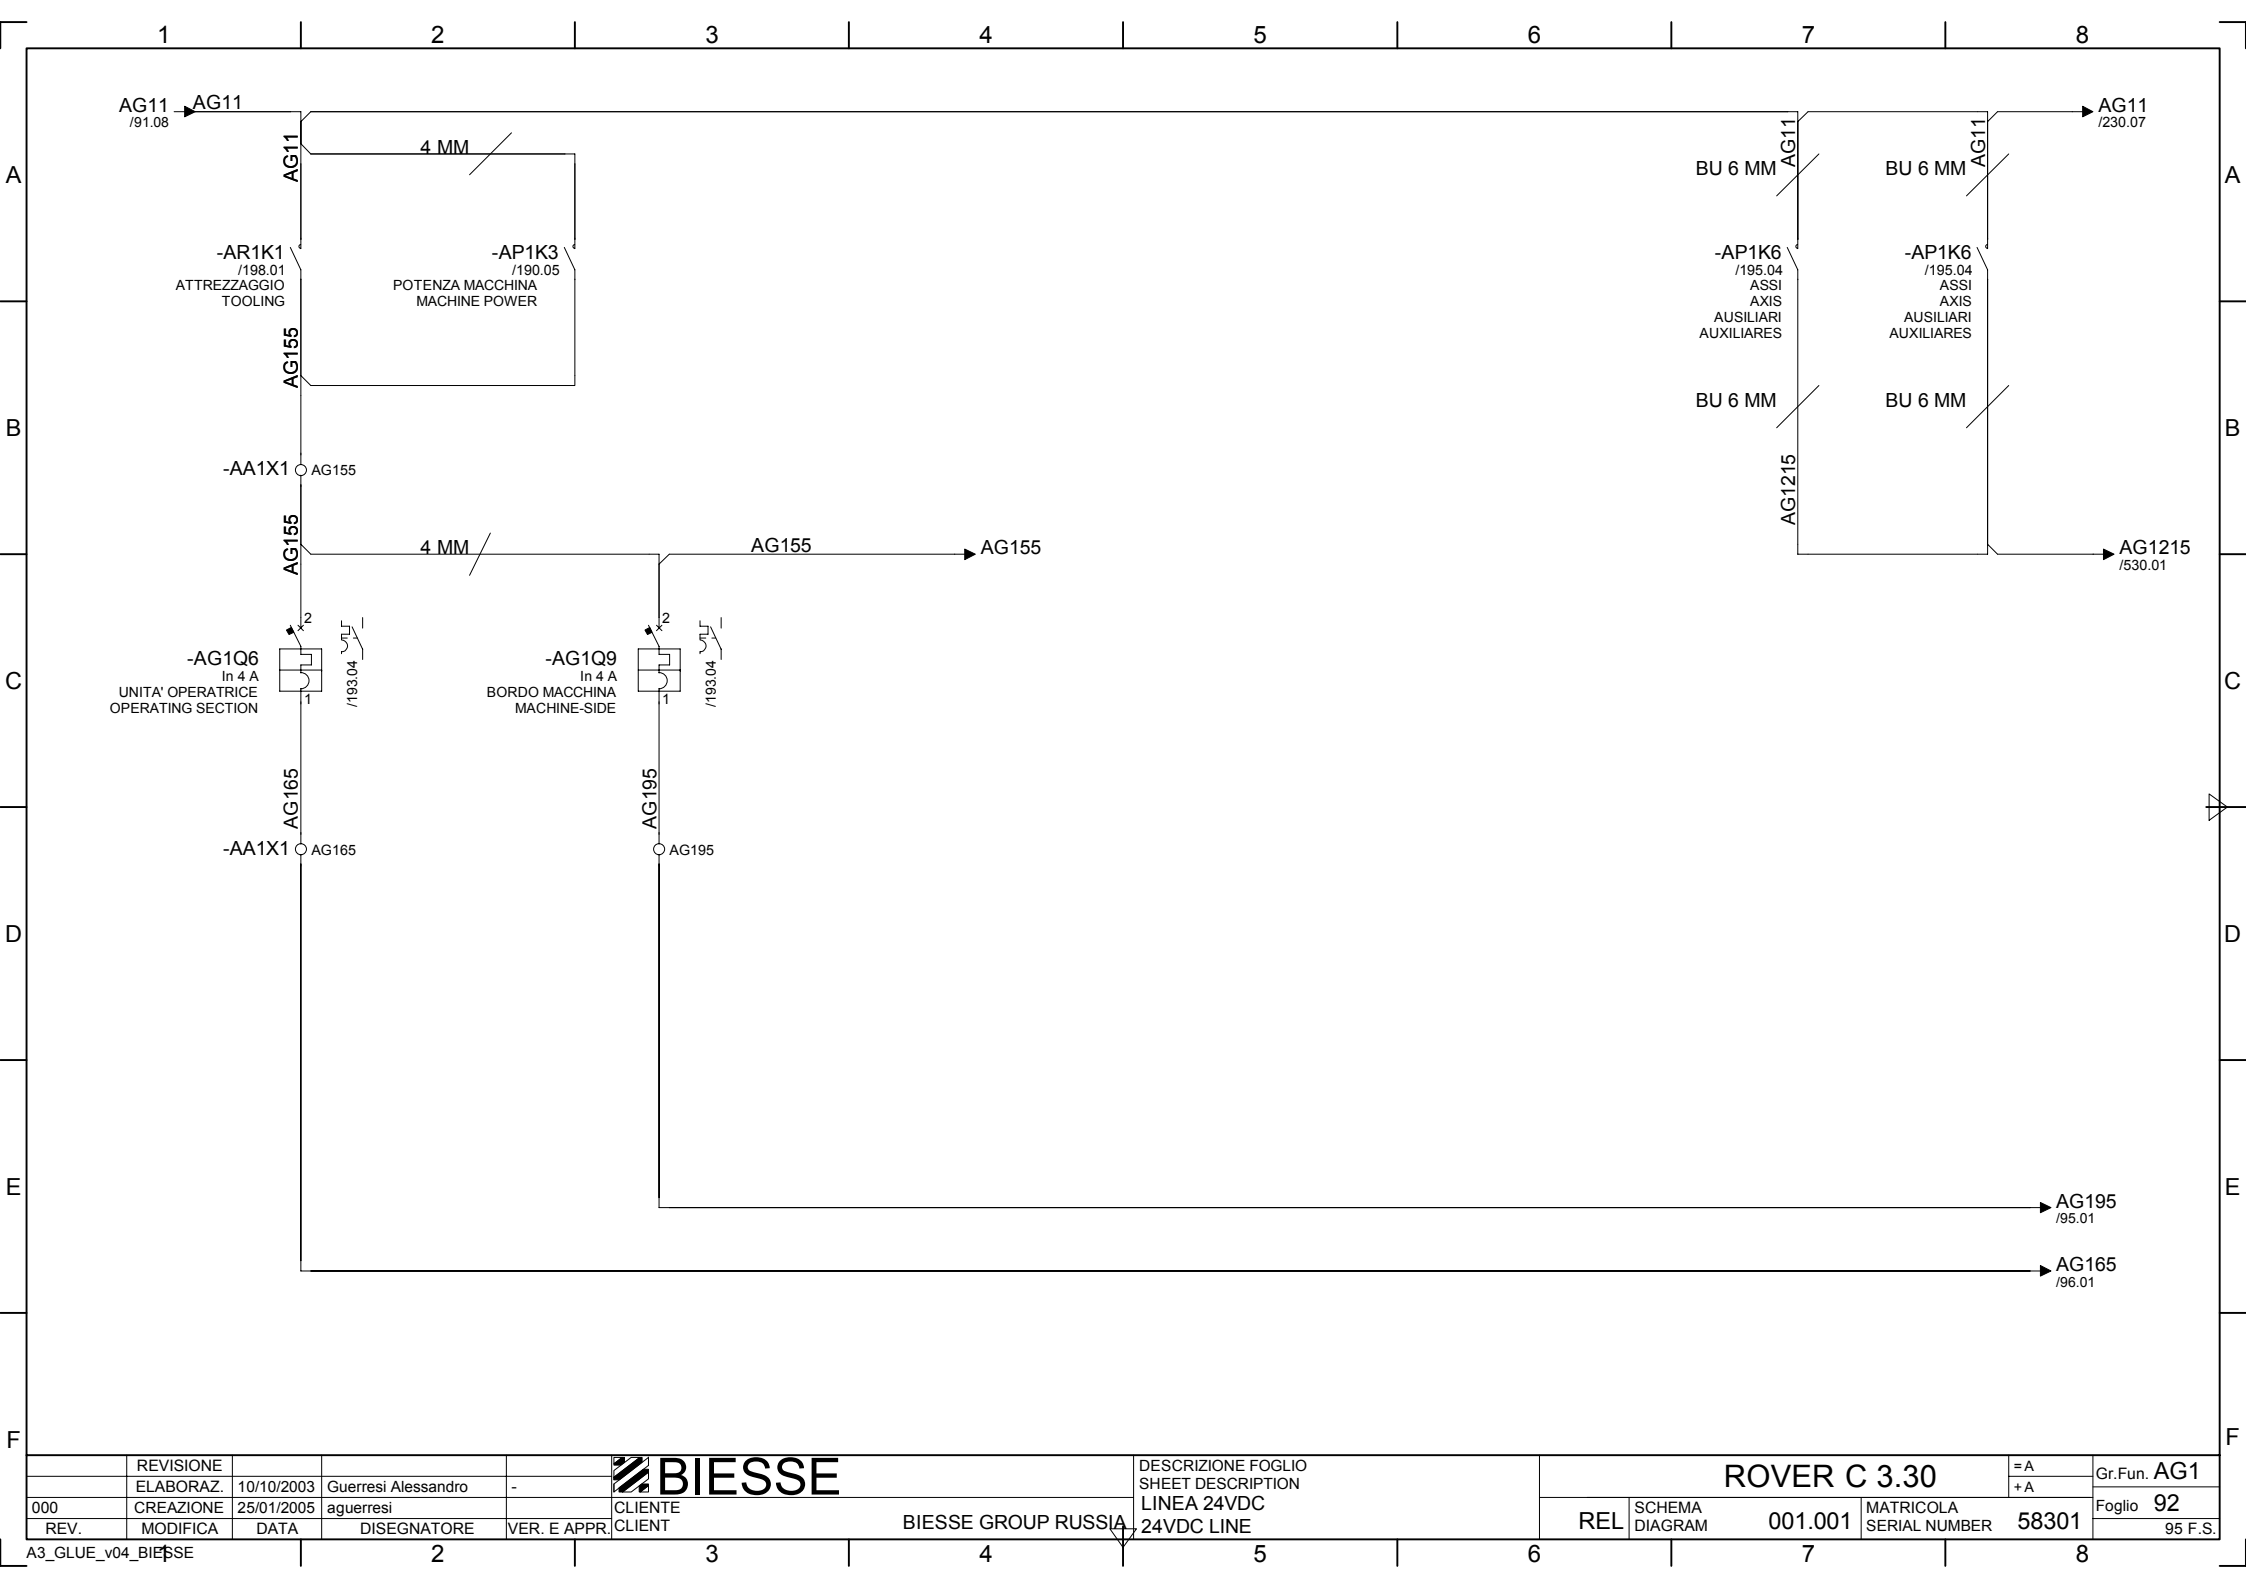 1 2 3 4 5 6 7 8
AG11 AG11
/91.08
AG11
/230.07
AG11
4 MM
AG11
AG11
BU 6 MM
BU 6 MM
A
A
-AR1K1
/198.01
ATTREZZAGGIO
TOOLING
-AP1K3
/190.05
POTENZA MACCHINA
MACHINE POWER
-AP1K6
/195.04
ASSI
AXIS
AUSILIARI
AUXILIARES
-AP1K6
/195.04
ASSI
AXIS
AUSILIARI
AUXILIARES
AG155
BU 6 MM
BU 6 MM
B
B
-AA1X1 AG155
AG1215
AG155
4 MM
AG155
AG155
AG1215
/530.01
2
-AG1Q6
In 4 A
UNITA' OPERATRICE
OPERATING SECTION
1
/193.04
2
-AG1Q9
In 4 A
BORDO MACCHINA
MACHINE-SIDE
1
/193.04
C
C
AG165
AG195
-AA1X1 AG165
AG195
D
D
E
E
AG195
/95.01
AG165
/96.01
F
F
REVISIONE
ELABORAZ. 10/10/2003 Guerresi Alessandro -
000 CREAZIONE 25/01/2005 aguerresi
REV. MODIFICA DATA DISEGNATORE VER. E APPR.
BIESSE
CLIENTE
CLIENT
BIESSE GROUP RUSSIA
DESCRIZIONE FOGLIO
SHEET DESCRIPTION
LINEA 24VDC
24VDC LINE
ROVER C 3.30
= A
+ A
Gr.Fun. AG1
REL
SCHEMA
DIAGRAM
001.001
MATRICOLA
SERIAL NUMBER
58301
Foglio 92
95 F.S.
A3_GLUE_v04_BIESSE
1 2 3 4 5 6 7 8